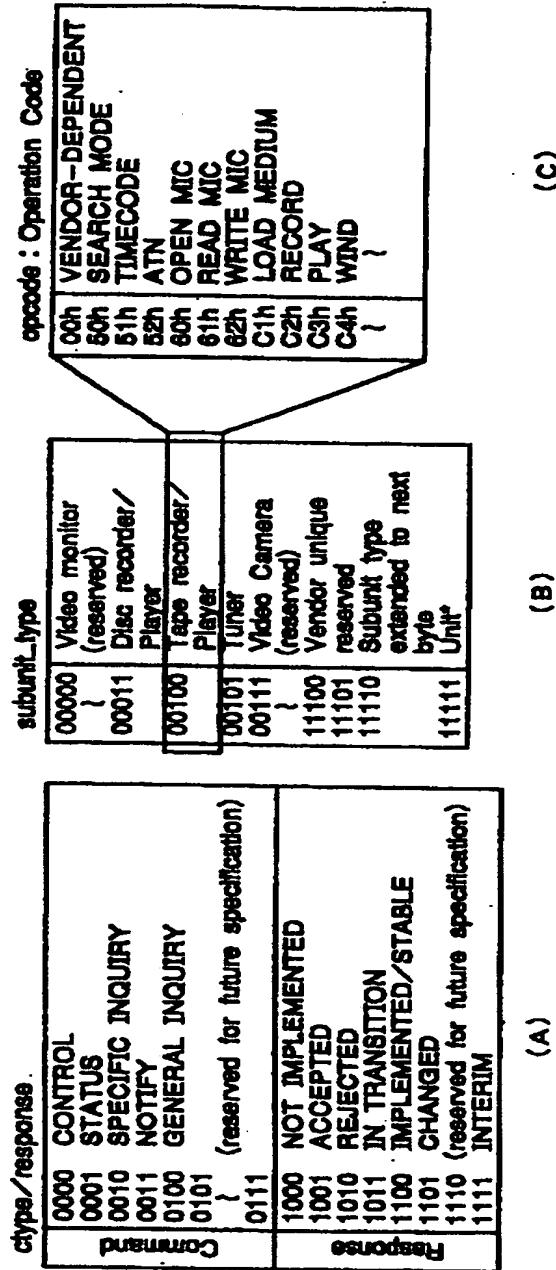 ctype/response
Command
0000 CONTROL
0001 STATUS
0010 SPECIFIC INQUIRY
0011 NOTIFY
0100 GENERAL INQUIRY
0101
~ (reserved for future specification)
0111
Response
1000 NOT IMPLEMENTED
1001 ACCEPTED
1010 REJECTED
1011 IN TRANSITION
1100 IMPLEMENTED/STABLE
1101 CHANGED
1110 (reserved for future specification)
1111 INTERIM
(A)
subunit_type
00000 Video monitor
~ (reserved)
00011 Disc recorder/
Player
00100 Tape recorder/
Player
00101 Tuner
00111 Video Camera
~ (reserved)
11100 Vendor unique
11101 reserved
11110 Subunit type
extended to next
byte
11111 Unit*
(B)
opcode : Operation Code
00h VENDOR-DEPENDENT
50h SEARCH MODE
51h TIMECODE
52h ATN
60h OPEN MIC
61h READ MIC
62h WRITE MIC
C1h LOAD MEDIUM
C2h RECORD
C3h PLAY
C4h WIND
~ ~
(C)